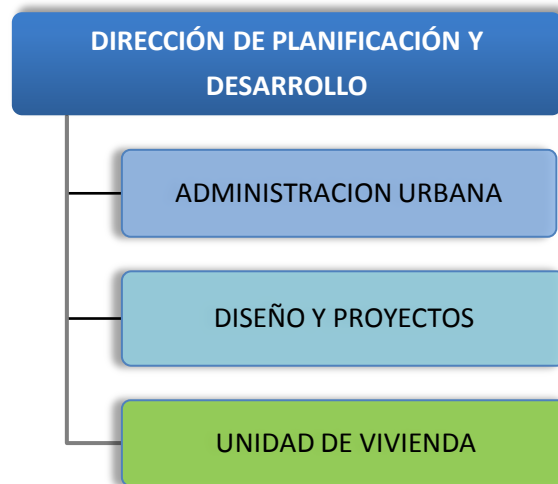 DIRECCIÓN DE PLANIFICACIÓN Y
DESARROLLO
ADMINISTRACION URBANA
DISEÑO Y PROYECTOS
UNIDAD DE VIVIENDA